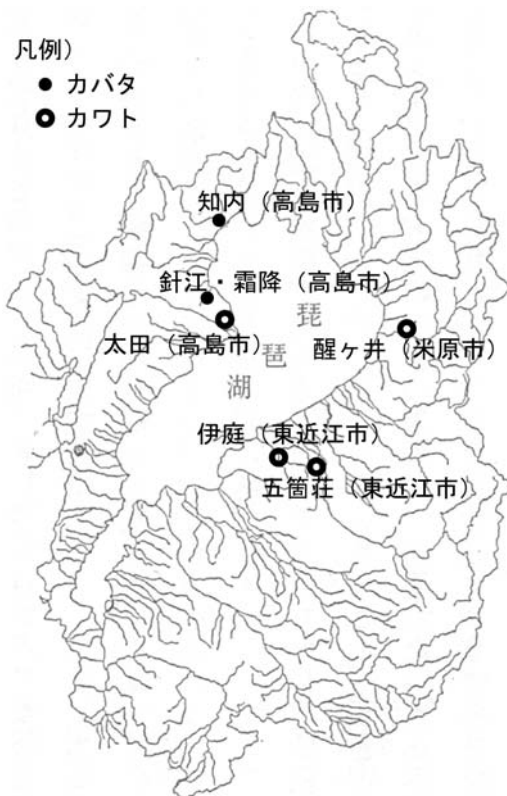 凡例）
カバタ
カワト
知内（高島市）
針江・霜降（高島市）
太田（高島市）
琵
琶
湖
醒ヶ井（米原市）
伊庭（東近江市）
五箇荘（東近江市）